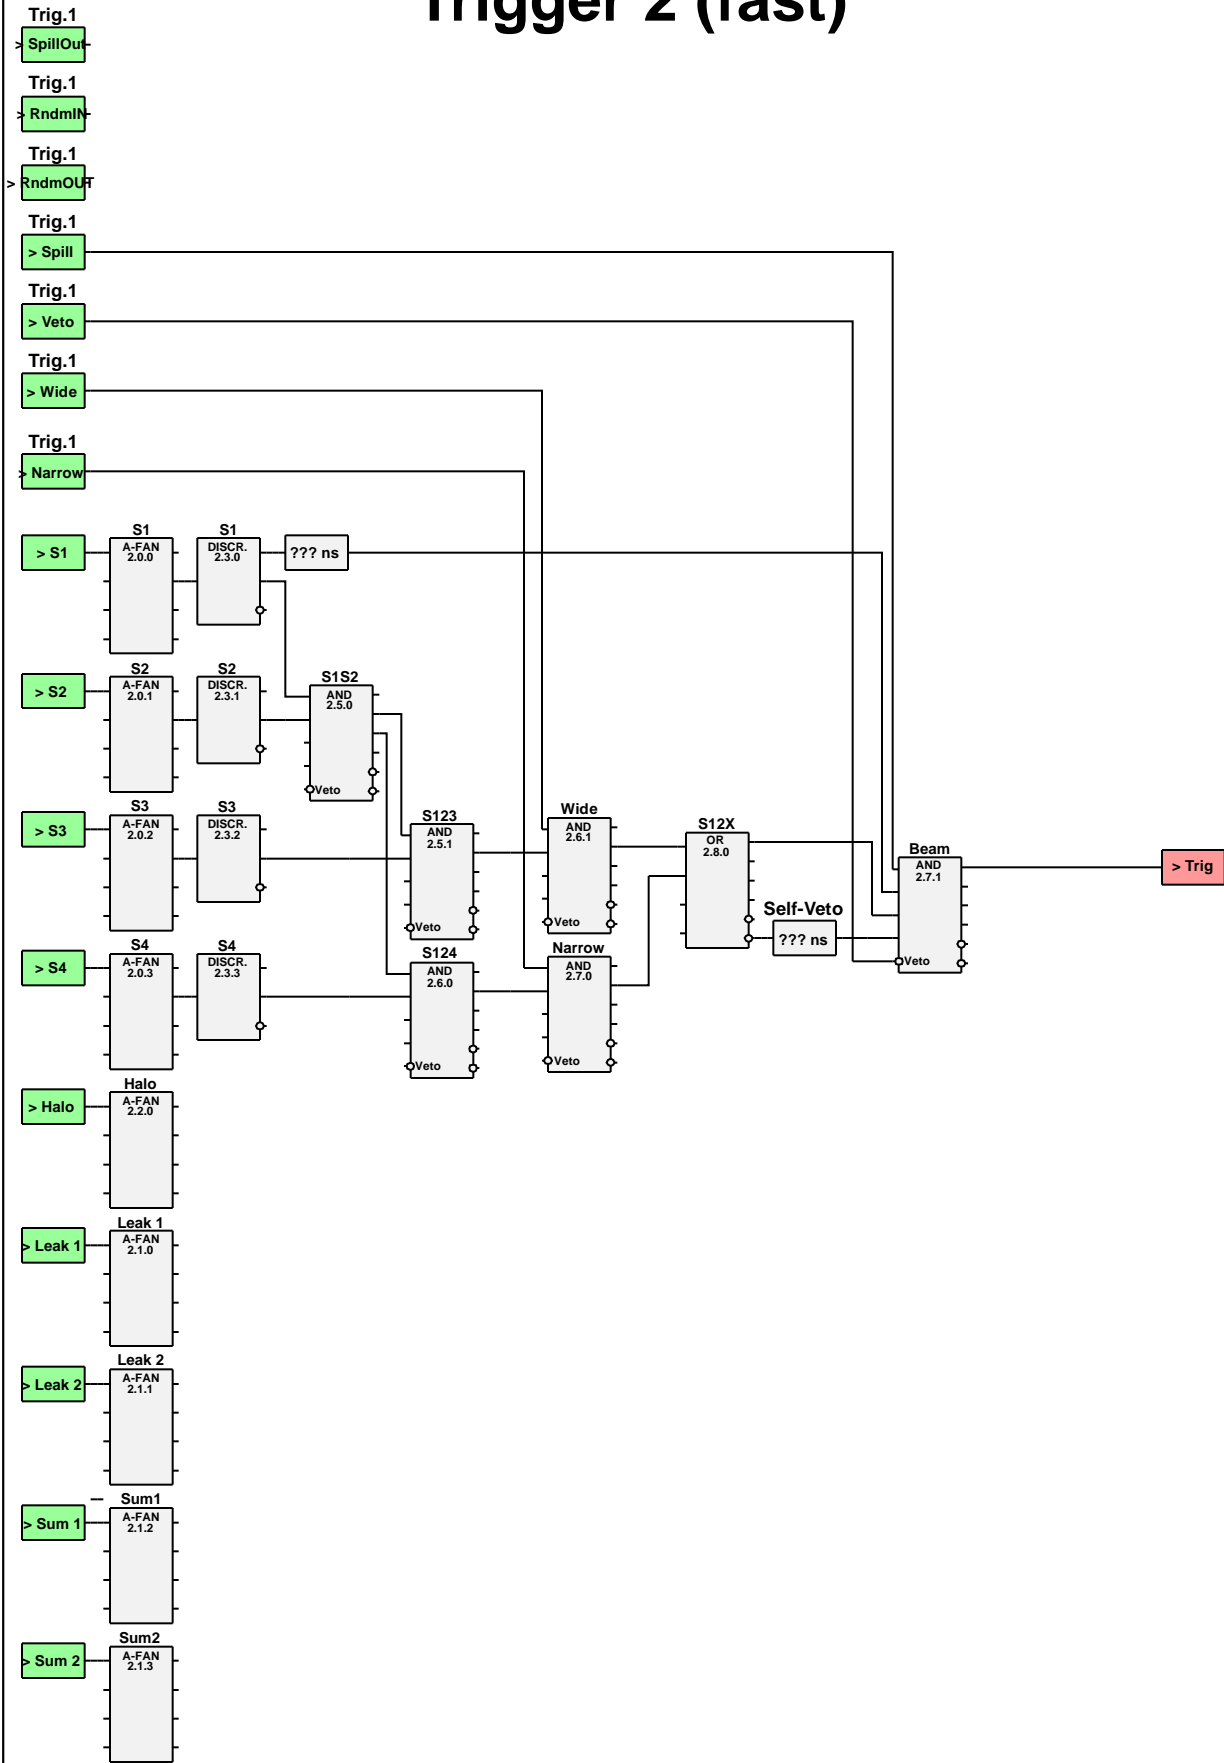 Trigger 2 (fast)
Trig.1
> SpillOut
Trig.1
> RndmIN
Trig.1
> RndmOUT
Trig.1
> Spill
Trig.1
> Veto
Trig.1
> Wide
Trig.1
> Narrow
> S1
S1
A-FAN
2.0.0
S1
DISCR.
2.3.0
??? ns
> S2
S2
A-FAN
2.0.1
S2
DISCR.
2.3.1
S1S2
AND
2.5.0
Veto
> S3
S3
A-FAN
2.0.2
S3
DISCR.
2.3.2
S123
AND
2.5.1
Veto
Wide
AND
2.6.1
Veto
S12X
OR
2.8.0
Self-Veto
??? ns
Beam
AND
2.7.1
Veto
> Trig
> S4
S4
A-FAN
2.0.3
S4
DISCR.
2.3.3
S124
AND
2.6.0
Veto
Narrow
AND
2.7.0
Veto
> Halo
Halo
A-FAN
2.2.0
> Leak 1
Leak 1
A-FAN
2.1.0
> Leak 2
Leak 2
A-FAN
2.1.1
> Sum 1
Sum1
A-FAN
2.1.2
> Sum 2
Sum2
A-FAN
2.1.3